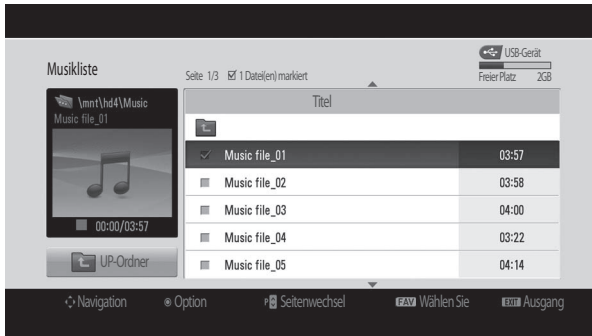 USB-Gerät
Musikliste
Seite 1/3 1 Datei(en) markiert
Freier Platz 2GB
\mnt\hd4\Music
Music file_01
00:00/03:57
UP-Ordner
Titel
Music file_01 03:57
Music file_02 03:58
Music file_03 04:00
Music file_04 03:22
Music file_05 04:14
Navigation Option P Seitenwechsel FAV Wählen Sie EXIT Ausgang